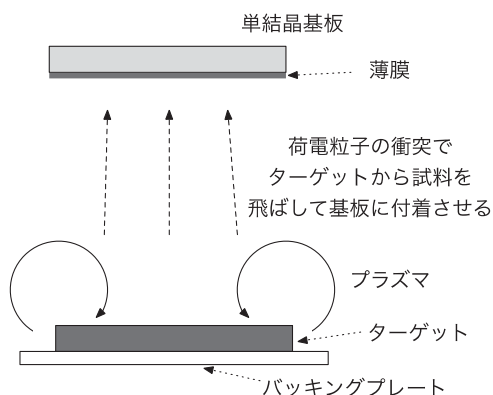 単結晶基板
薄膜
荷電粒子の衝突で
ターゲットから試料を
飛ばして基板に付着させる
プラズマ
ターゲット
バッキングプレート